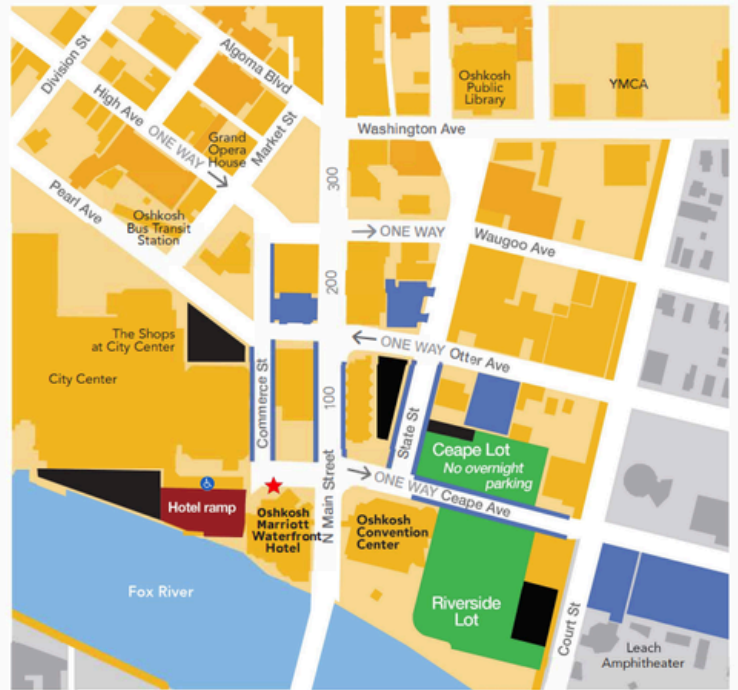 Division St
Algoma Blvd
Oshkosh
Public
Library
YMCA
High Ave
ONE WAY
Grand
Opera
House
Market St
Washington Ave
300
Pearl Ave
Oshkosh
Bus Transit
Station
ONE WAY
Waugoo Ave
200
The Shops
at City Center
City Center
ONE WAY
Otter Ave
Commerce St
100
State St
Ceape Lot
No overnight
parking
ONE WAY
Ceape Ave
N Main Street
Hotel ramp
Oshkosh
Marriott
Waterfront
Hotel
Oshkosh
Convention
Center
Fox River
Riverside
Lot
Court St
Leach
Amphitheater